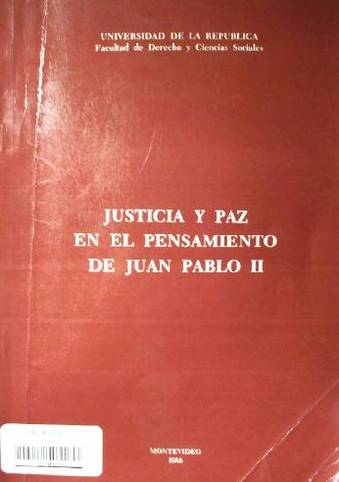 UNIVERSIDAD DE LA REPUBLICA
Facultad de Derecho y Ciencias Sociales
JUSTICIA Y PAZ
EN EL PENSAMIENTO
DE JUAN PABLO II
MONTEVIDEO